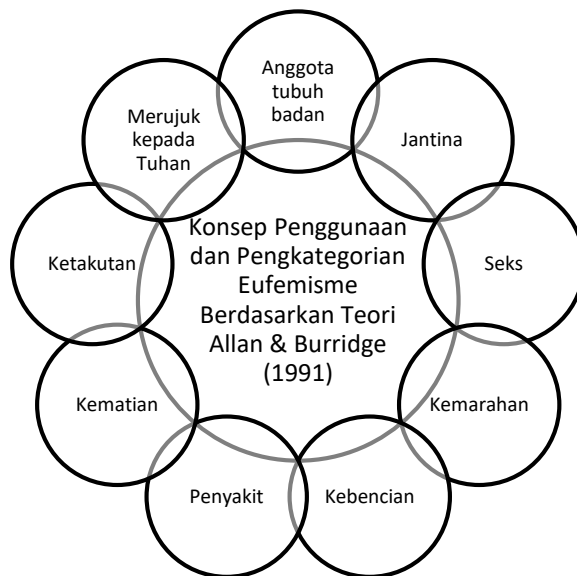 Anggota
tubuh
badan
Jantina
Seks
Kemarahan
Kebencian
Penyakit
Kematian
Ketakutan
Merujuk
kepada
Tuhan
Konsep Penggunaan
dan Pengkategorian
Eufemisme
Berdasarkan Teori
Allan & Burridge
(1991)